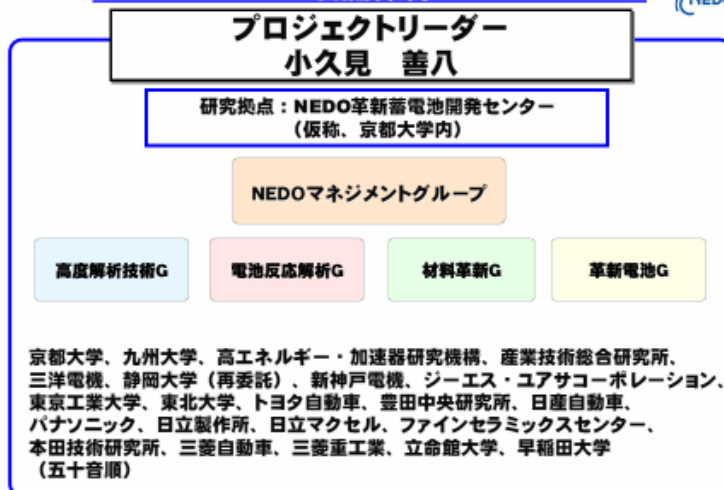 NEDO
プロジェクトリーダー
小久見　善八
研究拠点：NEDO革新蓄電池開発センター
（仮称、京都大学内）
NEDOマネジメントグループ
高度解析技術G
電池反応解析G
材料革新G
革新電池G
京都大学、九州大学、高エネルギー・加速器研究機構、産業技術総合研究所、
三洋電機、静岡大学（再委託）、新神戸電機、ジーエス・ユアサコーポレーション、
東京工業大学、東北大学、トヨタ自動車、豊田中央研究所、日産自動車、
パナソニック、日立製作所、日立マクセル、ファインセラミックスセンター、
本田技術研究所、三菱自動車、三菱重工業、立命館大学、早稲田大学
（五十音順）